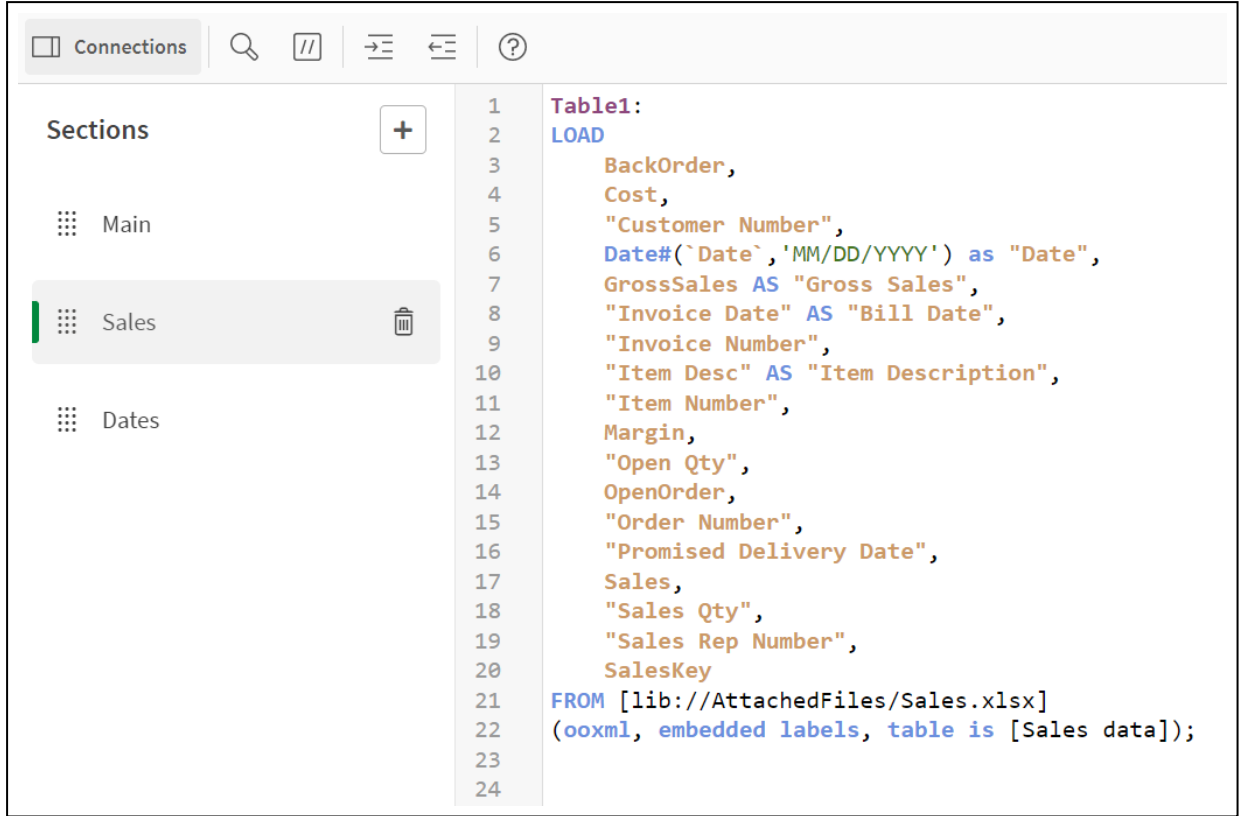 Connections //
Sections +
Main
Sales
Dates
1 Table1:
2 LOAD
3 BackOrder,
4 Cost,
5 "Customer Number",
6 Date#(`Date`,'MM/DD/YYYY') as "Date",
7 GrossSales AS "Gross Sales",
8 "Invoice Date" AS "Bill Date",
9 "Invoice Number",
10 "Item Desc" AS "Item Description",
11 "Item Number",
12 Margin,
13 "Open Qty",
14 OpenOrder,
15 "Order Number",
16 "Promised Delivery Date",
17 Sales,
18 "Sales Qty",
19 "Sales Rep Number",
20 SalesKey
21 FROM [lib://AttachedFiles/Sales.xlsx]
22 (ooxml, embedded labels, table is [Sales data]);
23
24